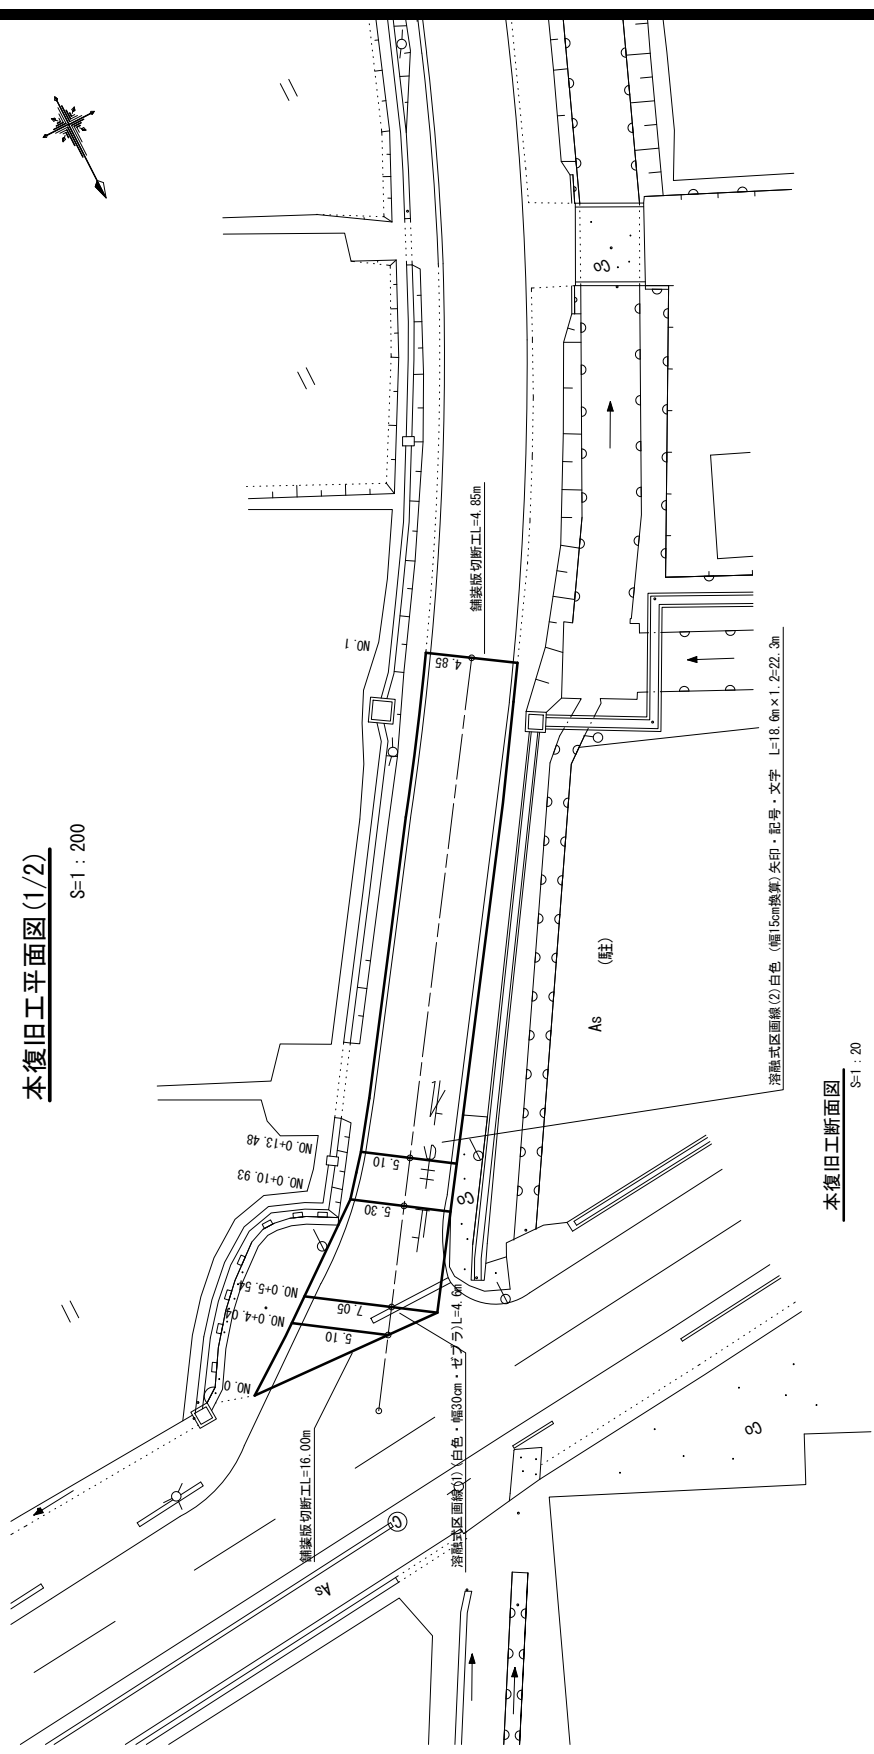 本復旧工平面図(1/2)
S=1：200
舗装版切断工L=4.85m
NO.1
4.85
溶融式区画線(2)白色 (幅15cm換算)矢印・記号・文字 L=18.6m×1.2=22.3m
(駐)
As
本復旧工断面図
S=1：20
NO.0+13.48
5.10
NO.0+10.93
5.30
Co
NO.0+5.54
7.05
NO.0+4.04
5.10
NO.0
舗装版切断工L=16.00m
溶融式区画線(1)(白色・幅30cm・ゼブラ)L=4.6m
Co
Co
As